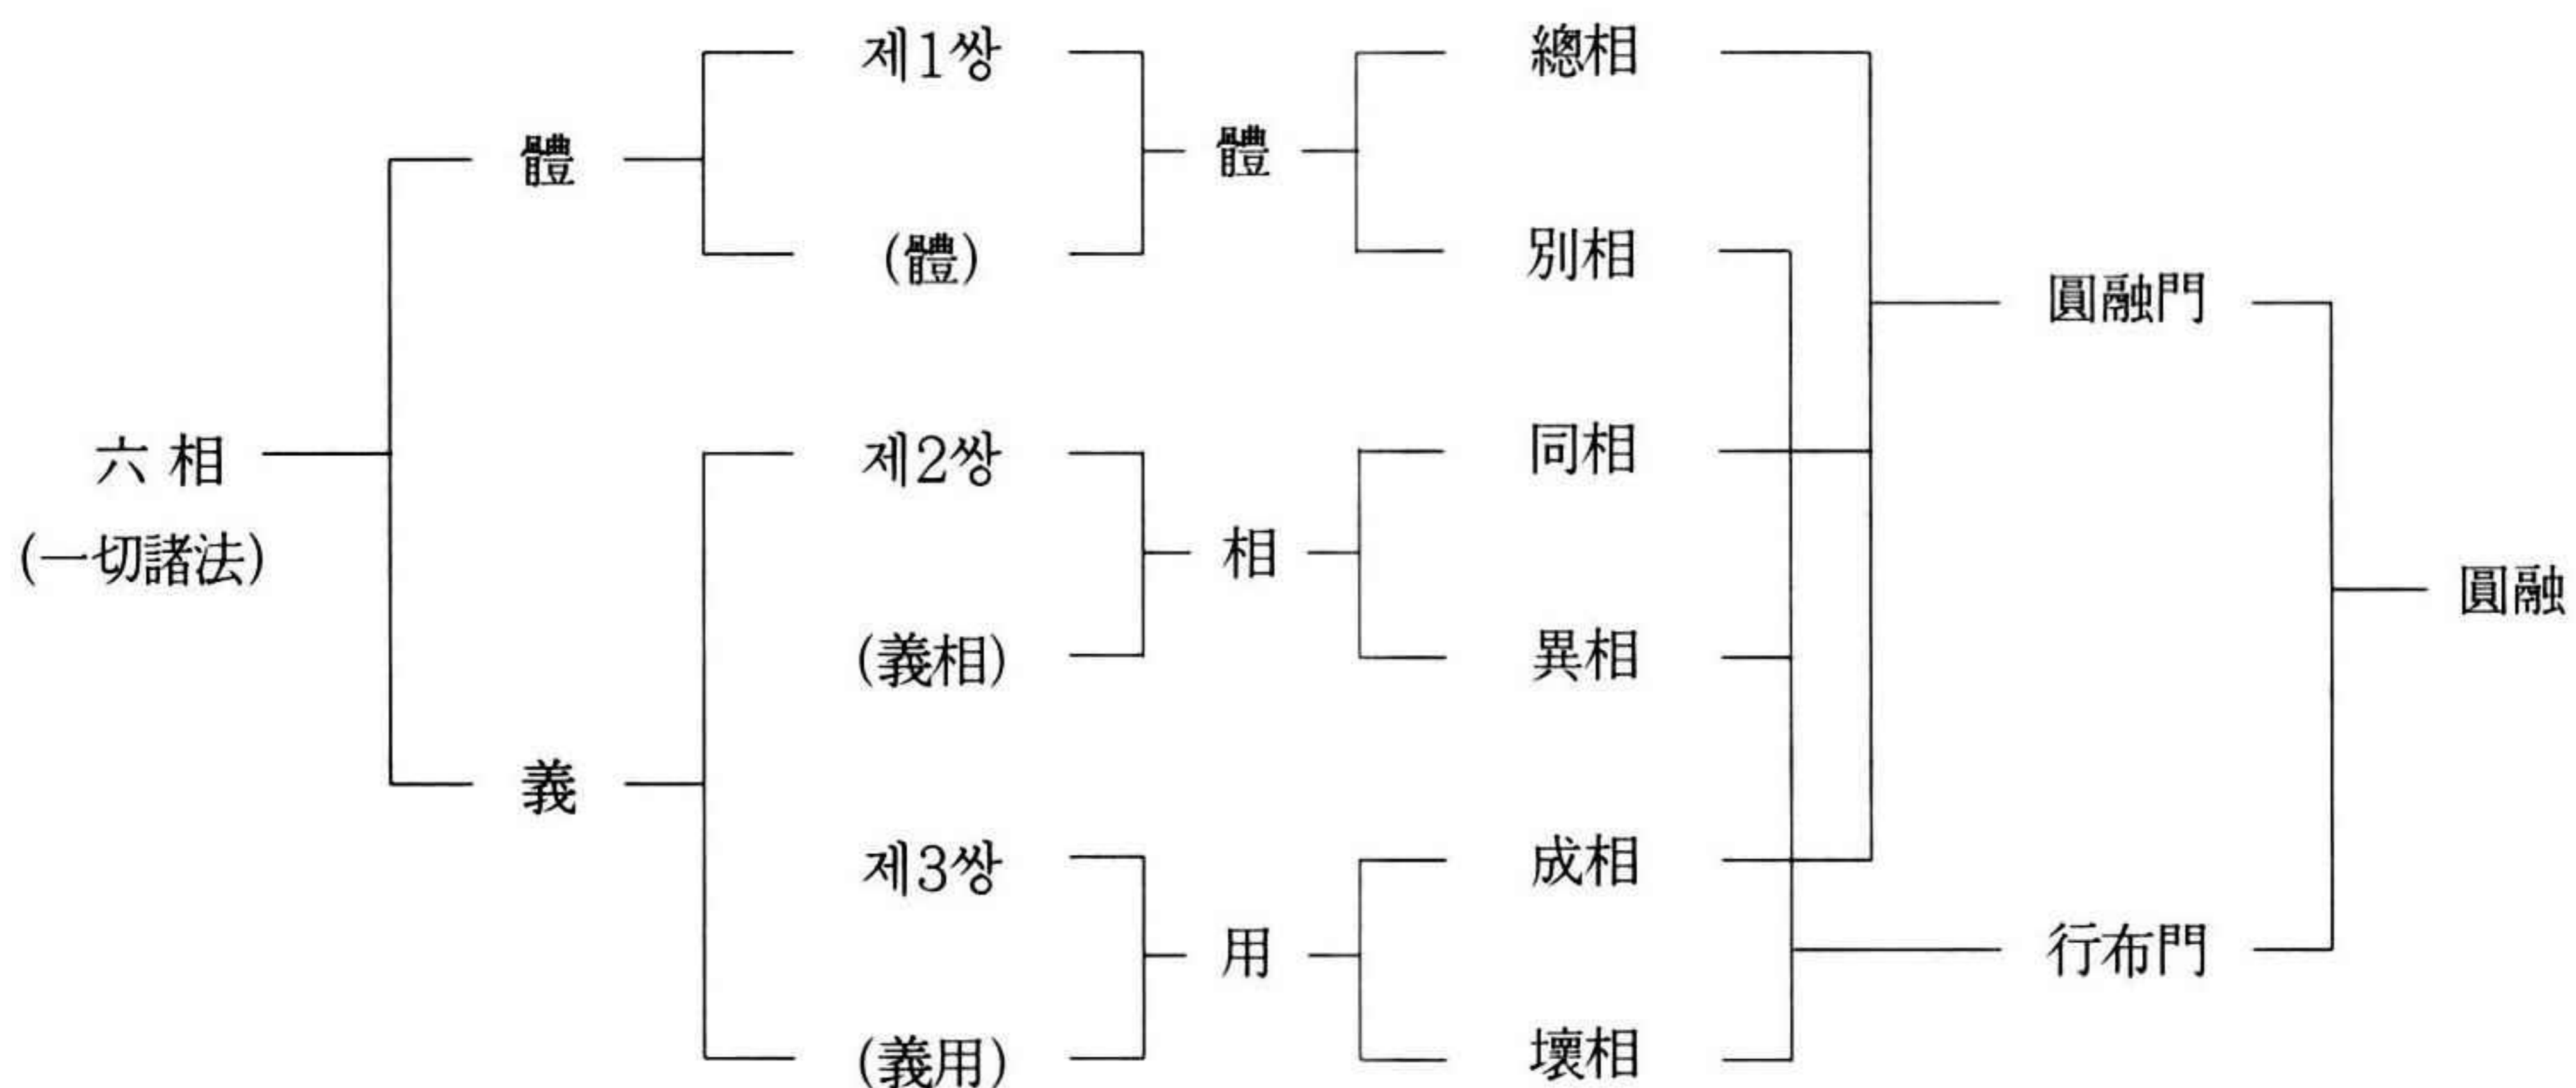 제1쌍
總相
體
體
(體)
別相
圓融門
六 相
제2쌍
同相
(一切諸法)
相
圓融
(義相)
異相
義
제3쌍
成相
用
行布門
(義用)
壞相